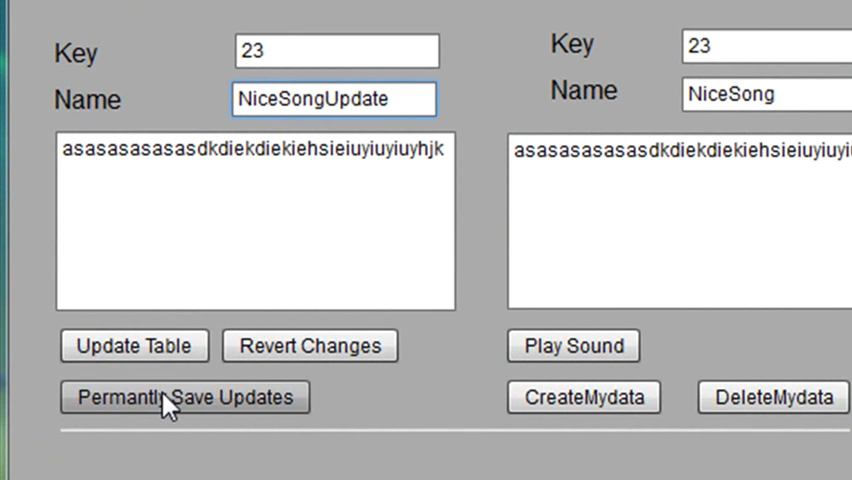 Key 23
Name NiceSongUpdate
asasasasasasdkdiekdiekiehsieiuyiuyiuyhjk
Update Table Revert Changes
Permantly Save Updates
Key 23
Name NiceSong
asasasasasasdkdiekdiekiehsieiuyiuyi
Play Sound
CreateMydata DeleteMydata